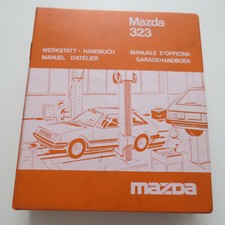 Mazda
323
WERKSTATT - HANDBUCH
MANUEL D'ATELIER
MANUALE D'OFFICINA
GARAGEHANDBOEK
mazda